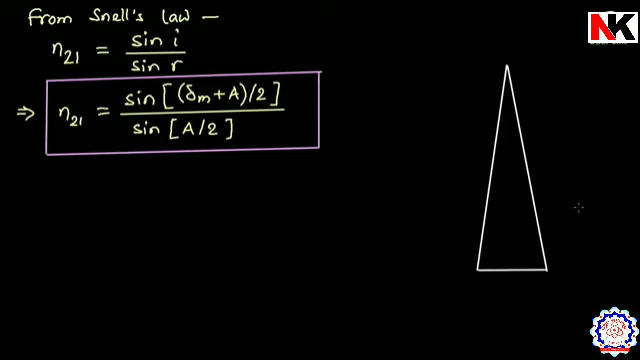 From Snell's law –
n₂₁ = sin i / sin r
⇒ n₂₁ = sin[(δm + A)/2] / sin[A/2]
NK